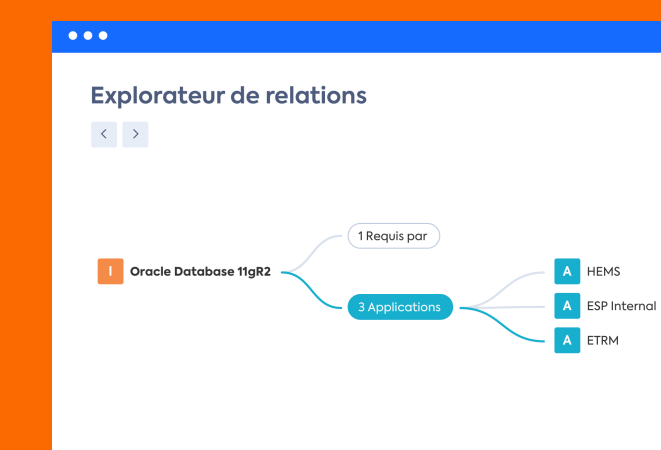 Explorateur de relations
1 Requis par
I Oracle Database 11gR2
A HEMS
3 Applications
A ESP Internal
A ETRM